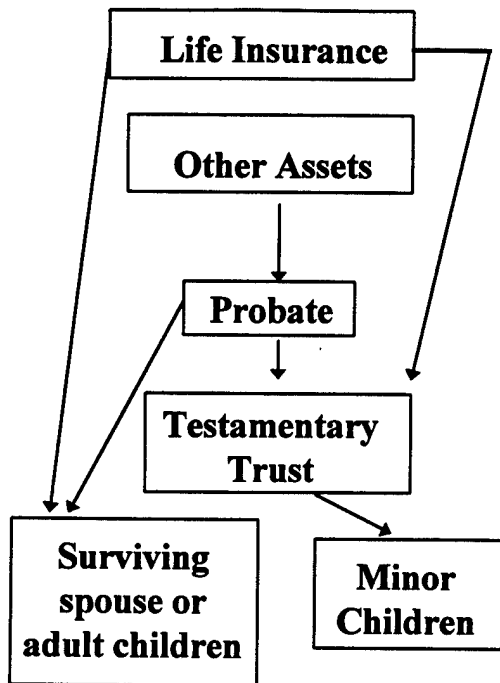 Life Insurance
Other Assets
Probate
Testamentary
Trust
Surviving
spouse or
adult children
Minor
Children